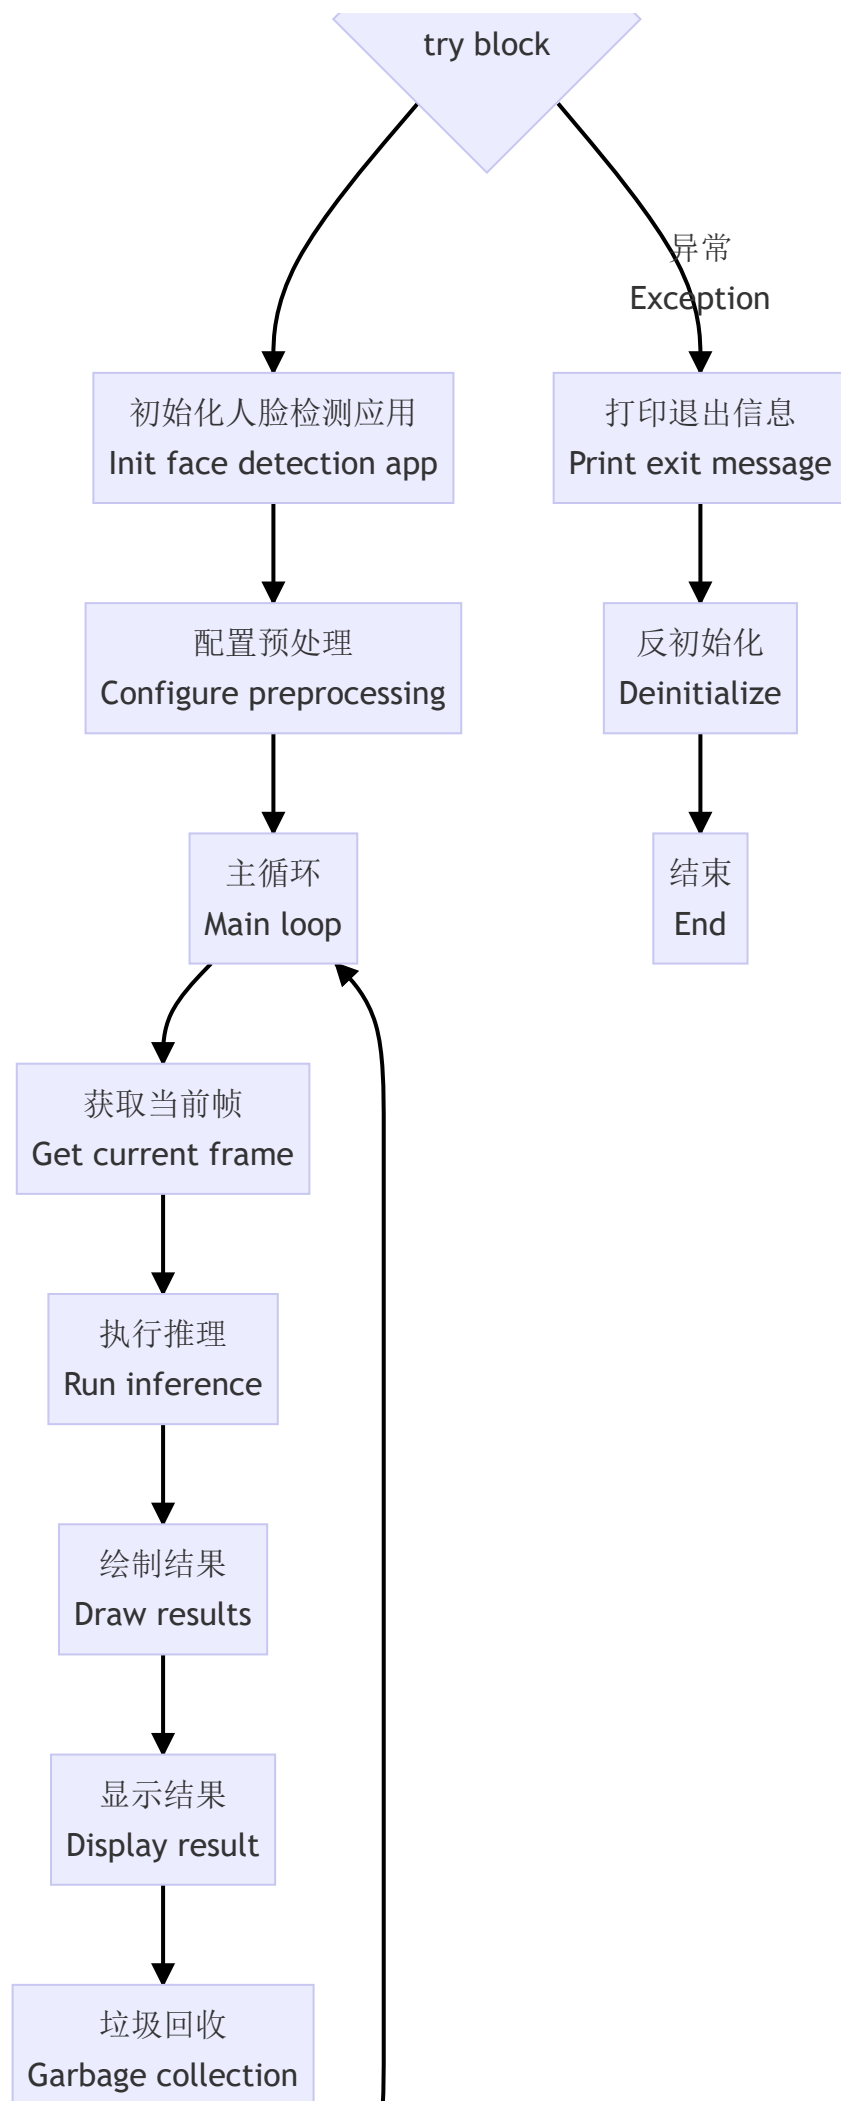 try block
异常
Exception
初始化人脸检测应用
Init face detection app
打印退出信息
Print exit message
配置预处理
Configure preprocessing
反初始化
Deinitialize
主循环
Main loop
结束
End
获取当前帧
Get current frame
执行推理
Run inference
绘制结果
Draw results
显示结果
Display result
垃圾回收
Garbage collection